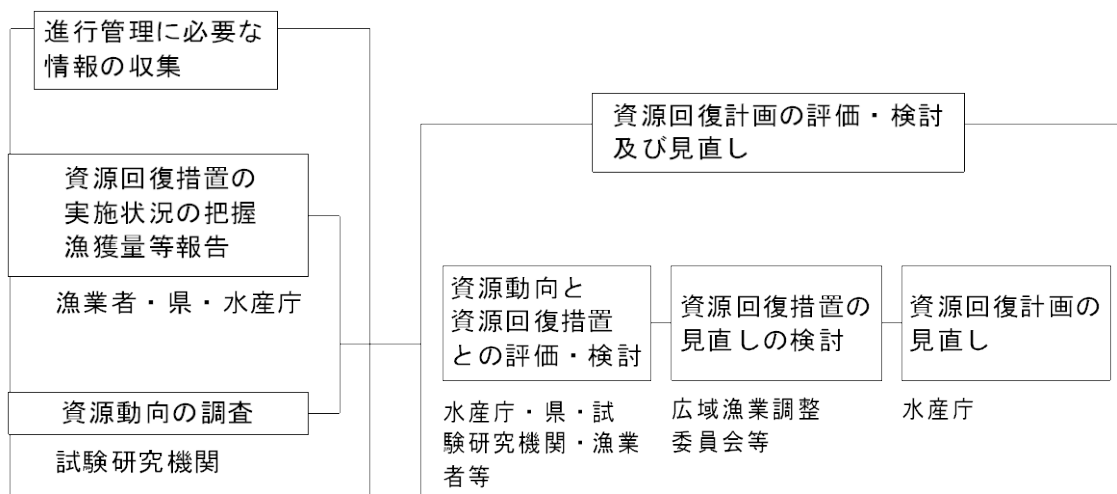 進行管理に必要な
情報の収集
資源回復措置の
実施状況の把握
漁獲量等報告
漁業者・県・水産庁
資源動向の調査
試験研究機関
資源回復計画の評価・検討
及び見直し
資源動向と
資源回復措置
との評価・検討
水産庁・県・試
験研究機関・漁業
者等
資源回復措置の
見直しの検討
広域漁業調整
委員会等
資源回復計画の
見直し
水産庁